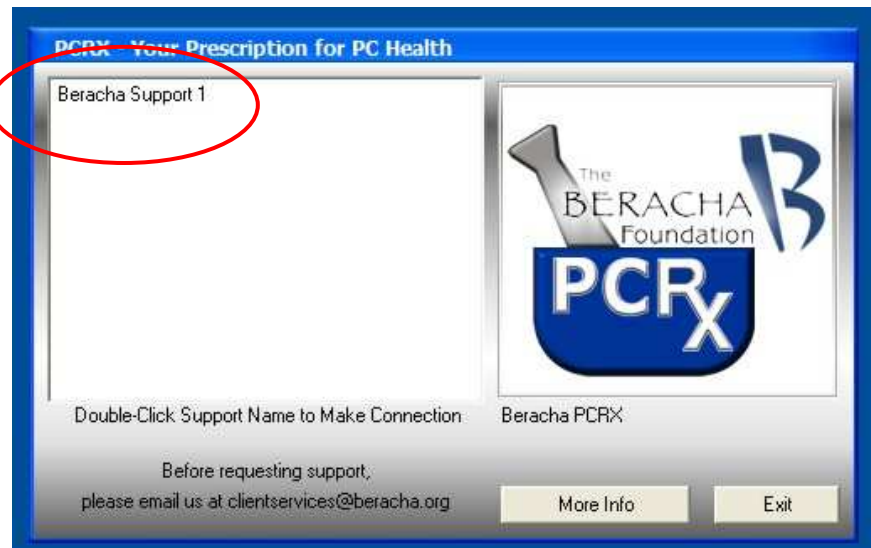 PCRX - Your Prescription for PC Health
Beracha Support 1
The
BERACHA
Foundation
B
PCRx
Double-Click Support Name to Make Connection
Beracha PCRX
Before requesting support,
please email us at clientservices@beracha.org
More Info
Exit